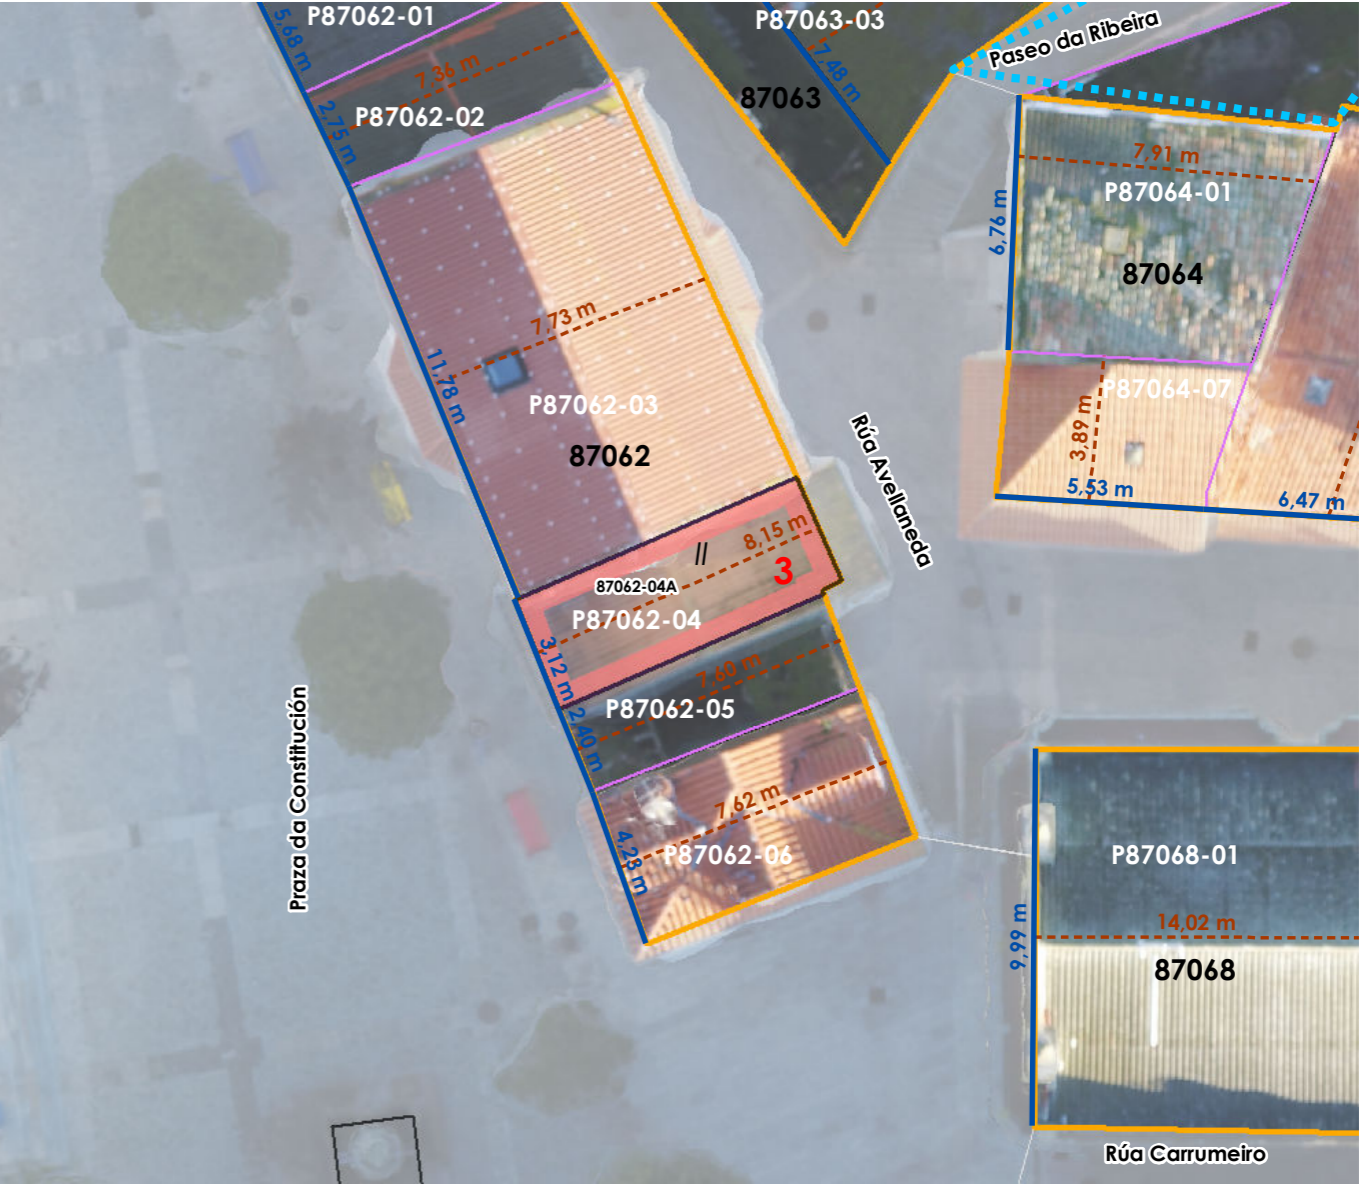 P87062-01
5,68 m
P87063-03
7,48 m
Paseo da Ribeira
7,36 m
87063
P87062-02
2,75 m
7,91 m
P87064-01
6,76 m
87064
7,73 m
11,78 m
P87062-03
87062
P87064-07
3,89 m
5,53 m
6,47 m
Rúa Avellaneda
8,15 m
//
3
87062-04A
P87062-04
3,12 m
7,60 m
P87062-05
2,40 m
Praza da Constitución
7,62 m
4,23 m
P87062-06
P87068-01
14,02 m
9,99 m
87068
Rúa Carrumeiro